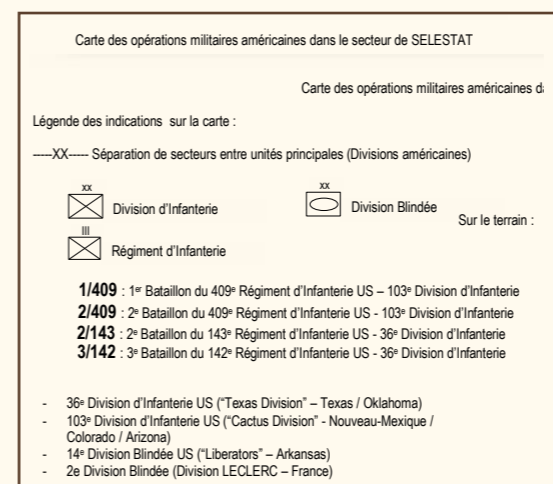 Carte des opérations militaires américaines dans le secteur de SELESTAT
Carte des opérations militaires américaines d
Légende des indications sur la carte :
-----XX----- Séparation de secteurs entre unités principales (Divisions américaines)
XX
Division d'Infanterie
XX
Division Blindée
Sur le terrain :
III
Régiment d'Infanterie
1/409 : 1er Bataillon du 409e Régiment d'Infanterie US – 103e Division d'Infanterie
2/409 : 2e Bataillon du 409e Régiment d'Infanterie US - 103e Division d'Infanterie
2/143 : 2e Bataillon du 143e Régiment d'Infanterie US - 36e Division d'Infanterie
3/142 : 3e Bataillon du 142e Régiment d'Infanterie US - 36e Division d'Infanterie
- 36e Division d'Infanterie US ("Texas Division" – Texas / Oklahoma)
- 103e Division d'Infanterie US ("Cactus Division" - Nouveau-Mexique /
Colorado / Arizona)
- 14e Division Blindée US ("Liberators" – Arkansas)
- 2e Division Blindée (Division LECLERC – France)